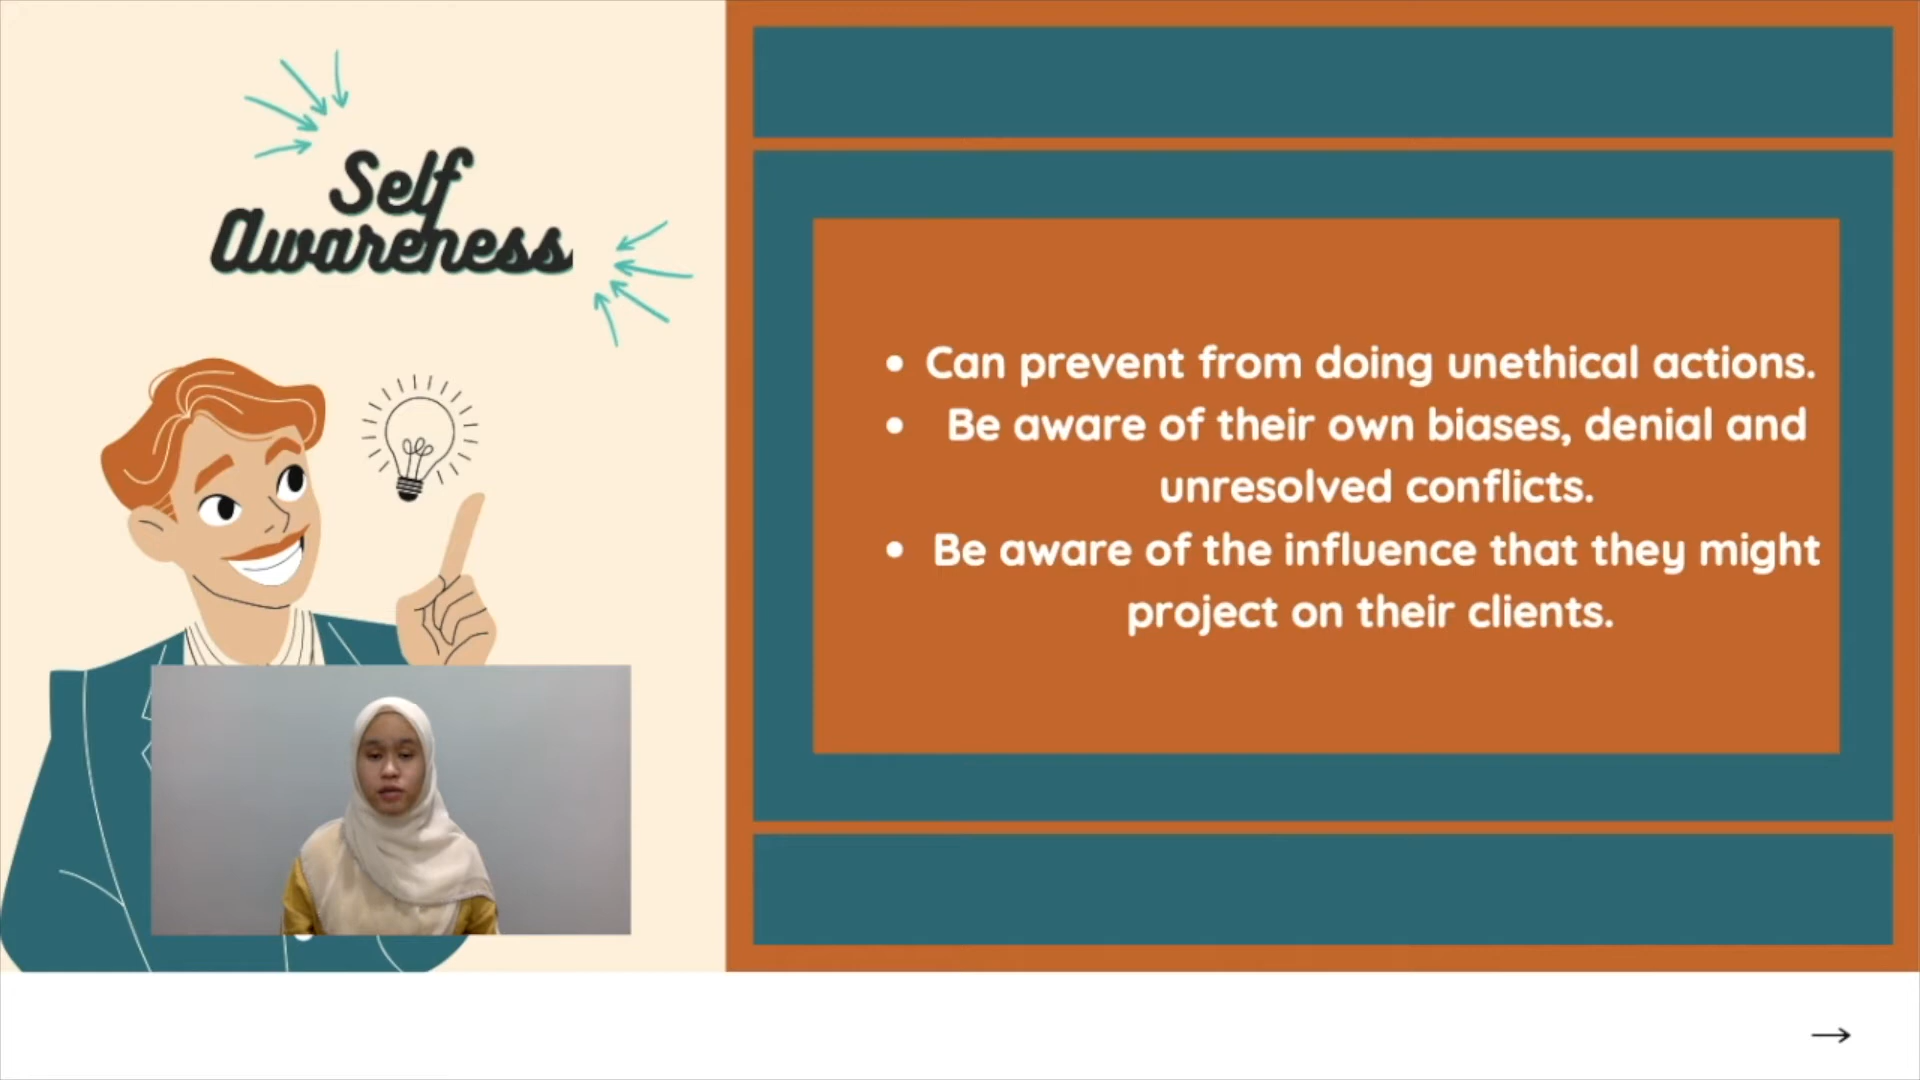 Self
Awareness
• Can prevent from doing unethical actions.
• Be aware of their own biases, denial and
unresolved conflicts.
• Be aware of the influence that they might
project on their clients.